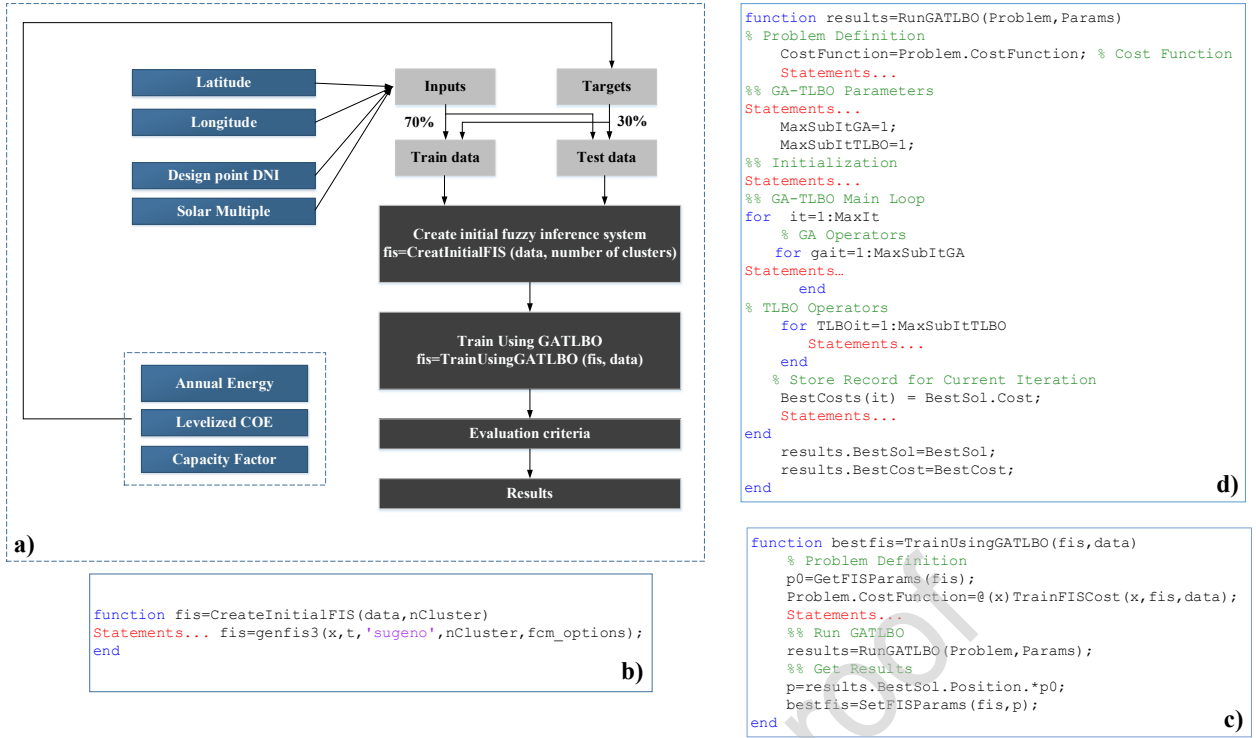 Latitude
Longitude
Design point DNI
Solar Multiple
Inputs
Targets
70%
30%
Train data
Test data
Create initial fuzzy inference system
fis=CreatInitialFIS (data, number of clusters)
Train Using GATLBO
fis=TrainUsingGATLBO (fis, data)
Evaluation criteria
Results
Annual Energy
Levelized COE
Capacity Factor
a)
function fis=CreateInitialFIS(data,nCluster)
Statements... fis=genfis3(x,t,'sugeno',nCluster,fcm_options);
end
b)
function results=RunGATLBO(Problem,Params)
% Problem Definition
CostFunction=Problem.CostFunction; % Cost Function
Statements...
%% GA-TLBO Parameters
Statements...
MaxSubItGA=1;
MaxSubItTLBO=1;
%% Initialization
Statements...
%% GA-TLBO Main Loop
for it=1:MaxIt
% GA Operators
for gait=1:MaxSubItGA
Statements…
end
% TLBO Operators
for TLBOit=1:MaxSubItTLBO
Statements...
end
% Store Record for Current Iteration
BestCosts(it) = BestSol.Cost;
Statements...
end
results.BestSol=BestSol;
results.BestCost=BestCost;
end
d)
function bestfis=TrainUsingGATLBO(fis,data)
% Problem Definition
p0=GetFISParams(fis);
Problem.CostFunction=@(x)TrainFISCost(x,fis,data);
Statements...
%% Run GATLBO
results=RunGATLBO(Problem,Params);
%% Get Results
p=results.BestSol.Position.*p0;
bestfis=SetFISParams(fis,p);
end
c)
roof